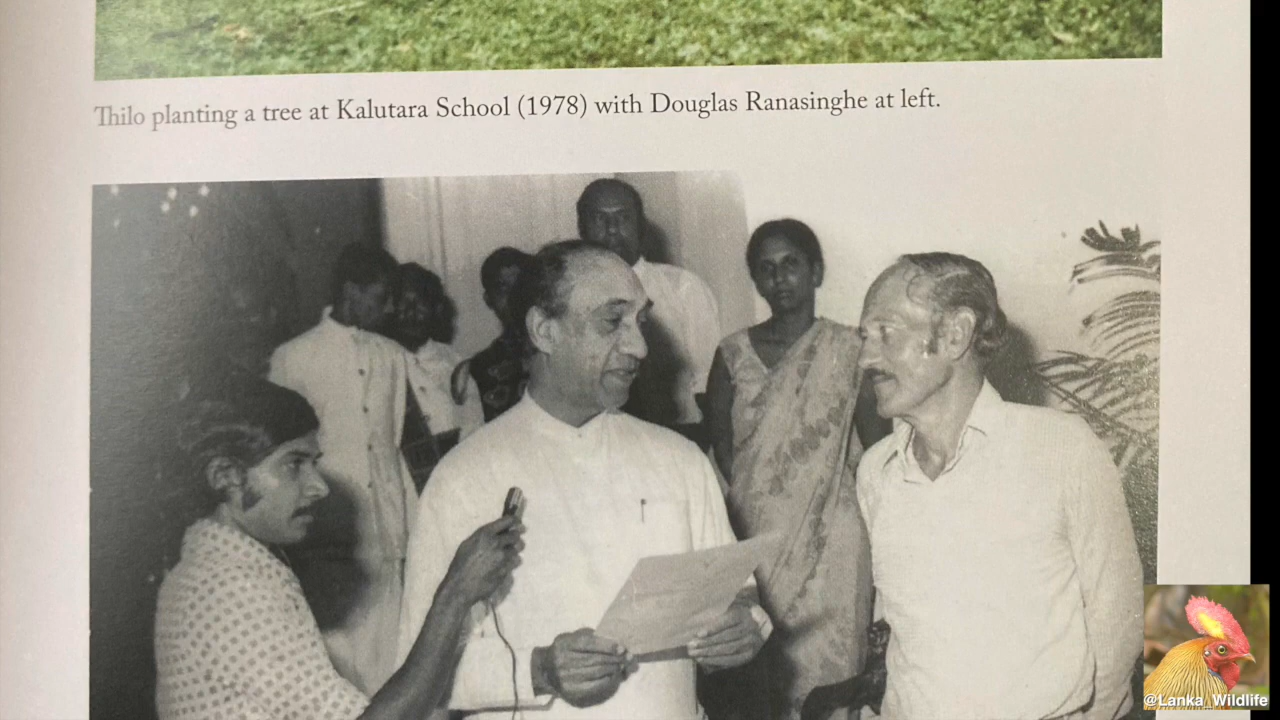 Thilo planting a tree at Kalutara School (1978) with Douglas Ranasinghe at left.
@Lanka_Wildlife